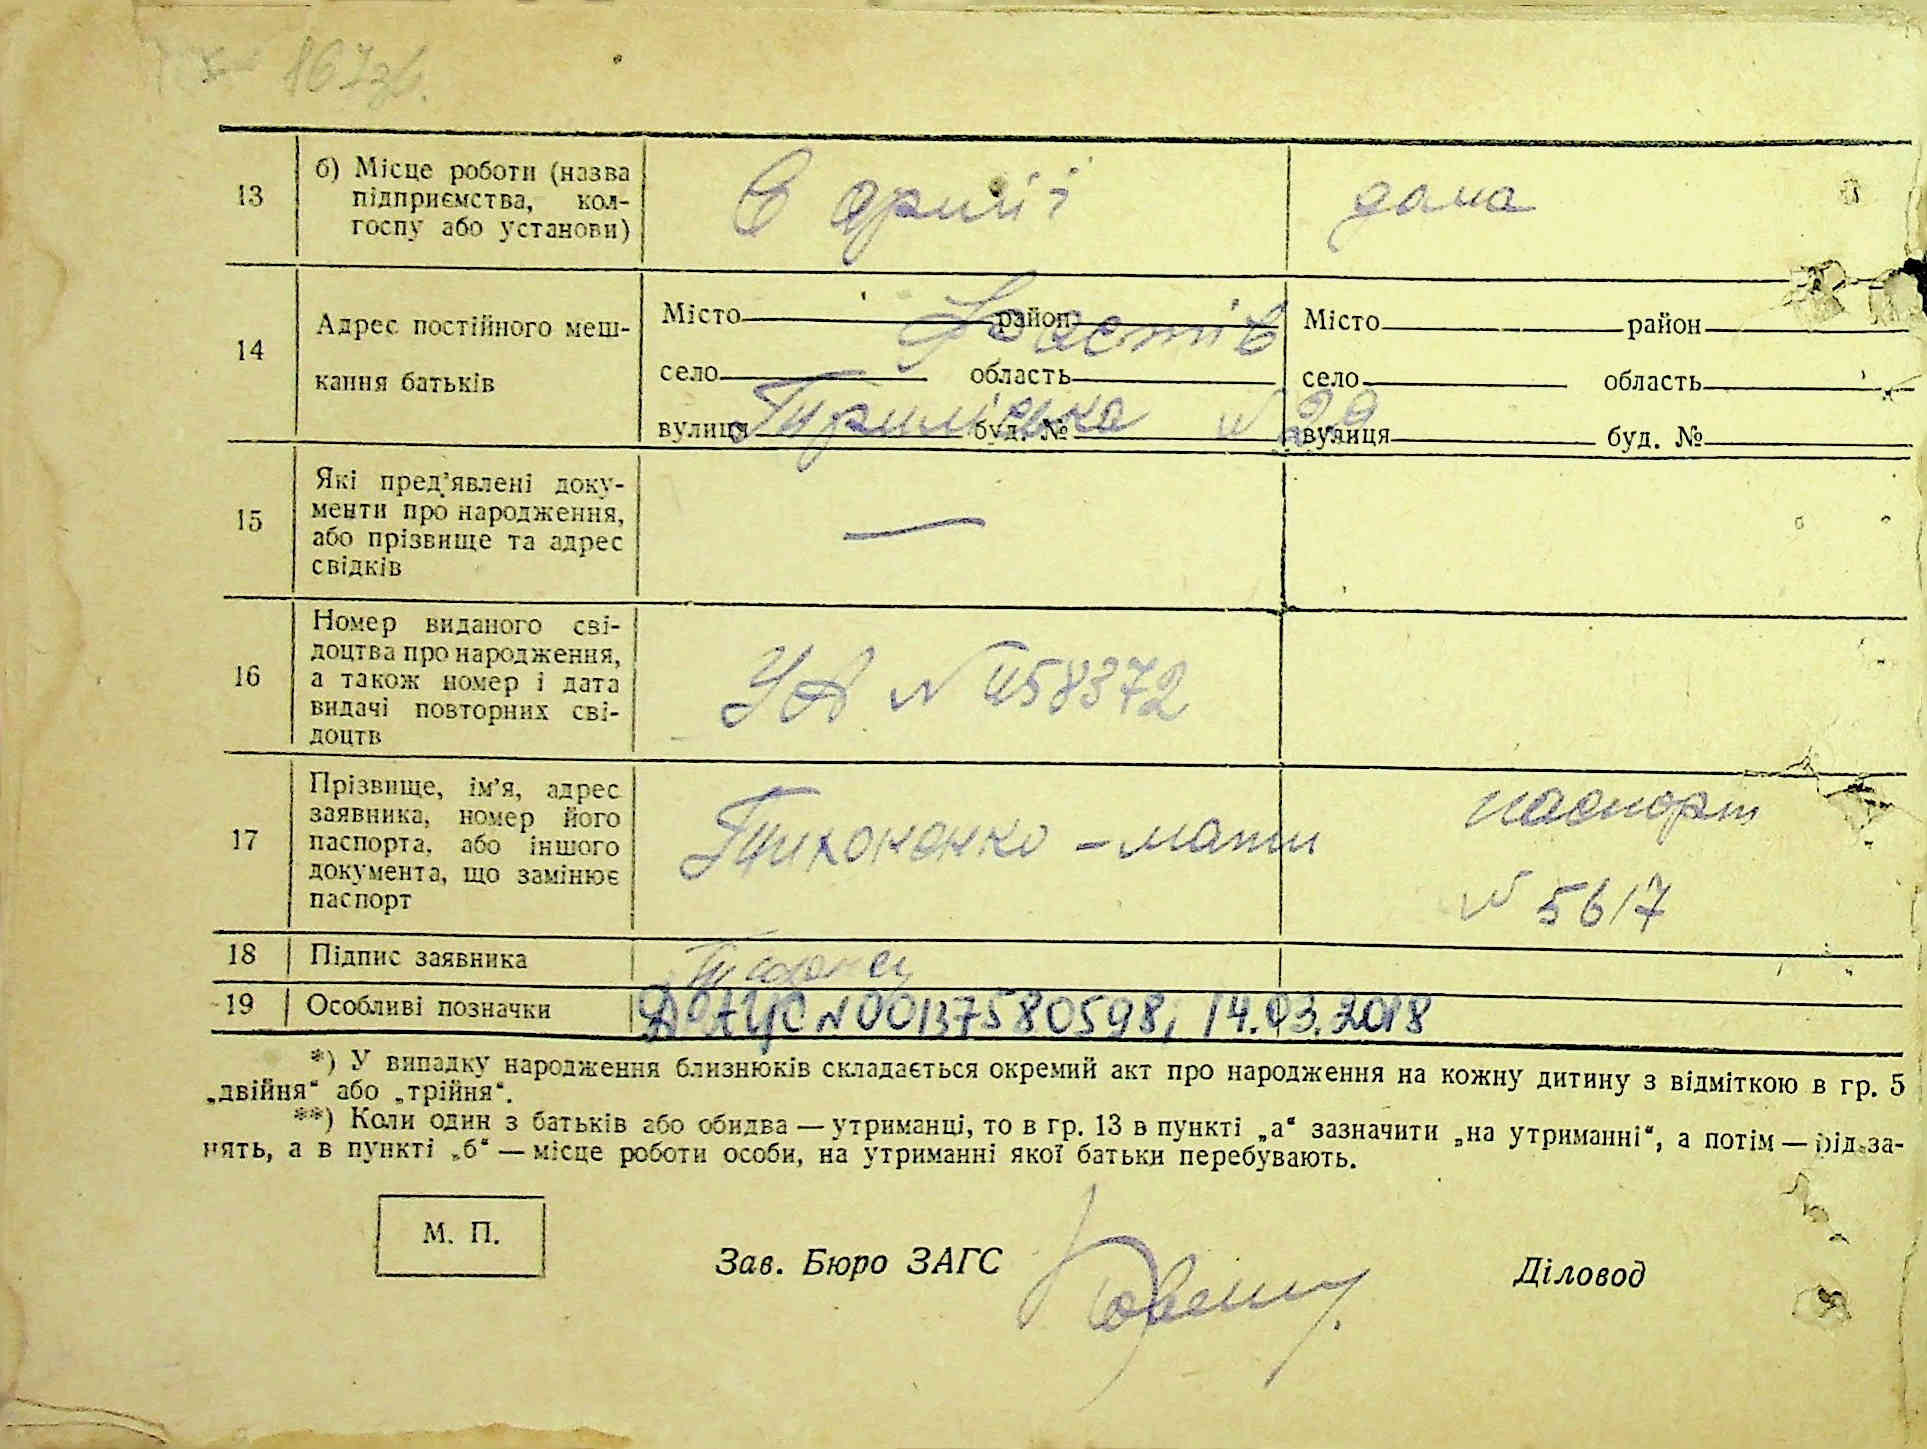 167зв.
13
б) Місце роботи (назва
підприємства, кол-
госпу або установи)
В армії
дома
14
Адрес постійного меш-
кання батьків
Місто район
Фастів
село область
вулиця буд. №
№ 29
Місто район
село область
вулиця буд. №
15
Які пред’явлені доку-
менти про народження,
або прізвище та адрес
свідків
—
16
Номер виданого сві-
доцтва про народження,
а також номер і дата
видачі повторних сві-
доцтв
УА № 458372
17
Прізвище, ім’я, адрес
заявника, номер його
паспорта, або іншого
документа, що замінює
паспорт
Тихоненко – мати
паспорт
№ 5617
18
Підпис заявника
19
Особливі позначки
ДРАЦС №00137580598, 14.03.2018
*) У випадку народження близнюків складається окремий акт про народження на кожну дитину з відміткою в гр. 5
„двійня“ або „трійня“.
**) Коли один з батьків або обидва — утриманці, то в гр. 13 в пункті „а“ зазначити „на утриманні“, а потім — рід за-
нять, а в пункті „б“ — місце роботи особи, на утриманні якої батьки перебувають.
М. П.
Зав. Бюро ЗАГС
Діловод